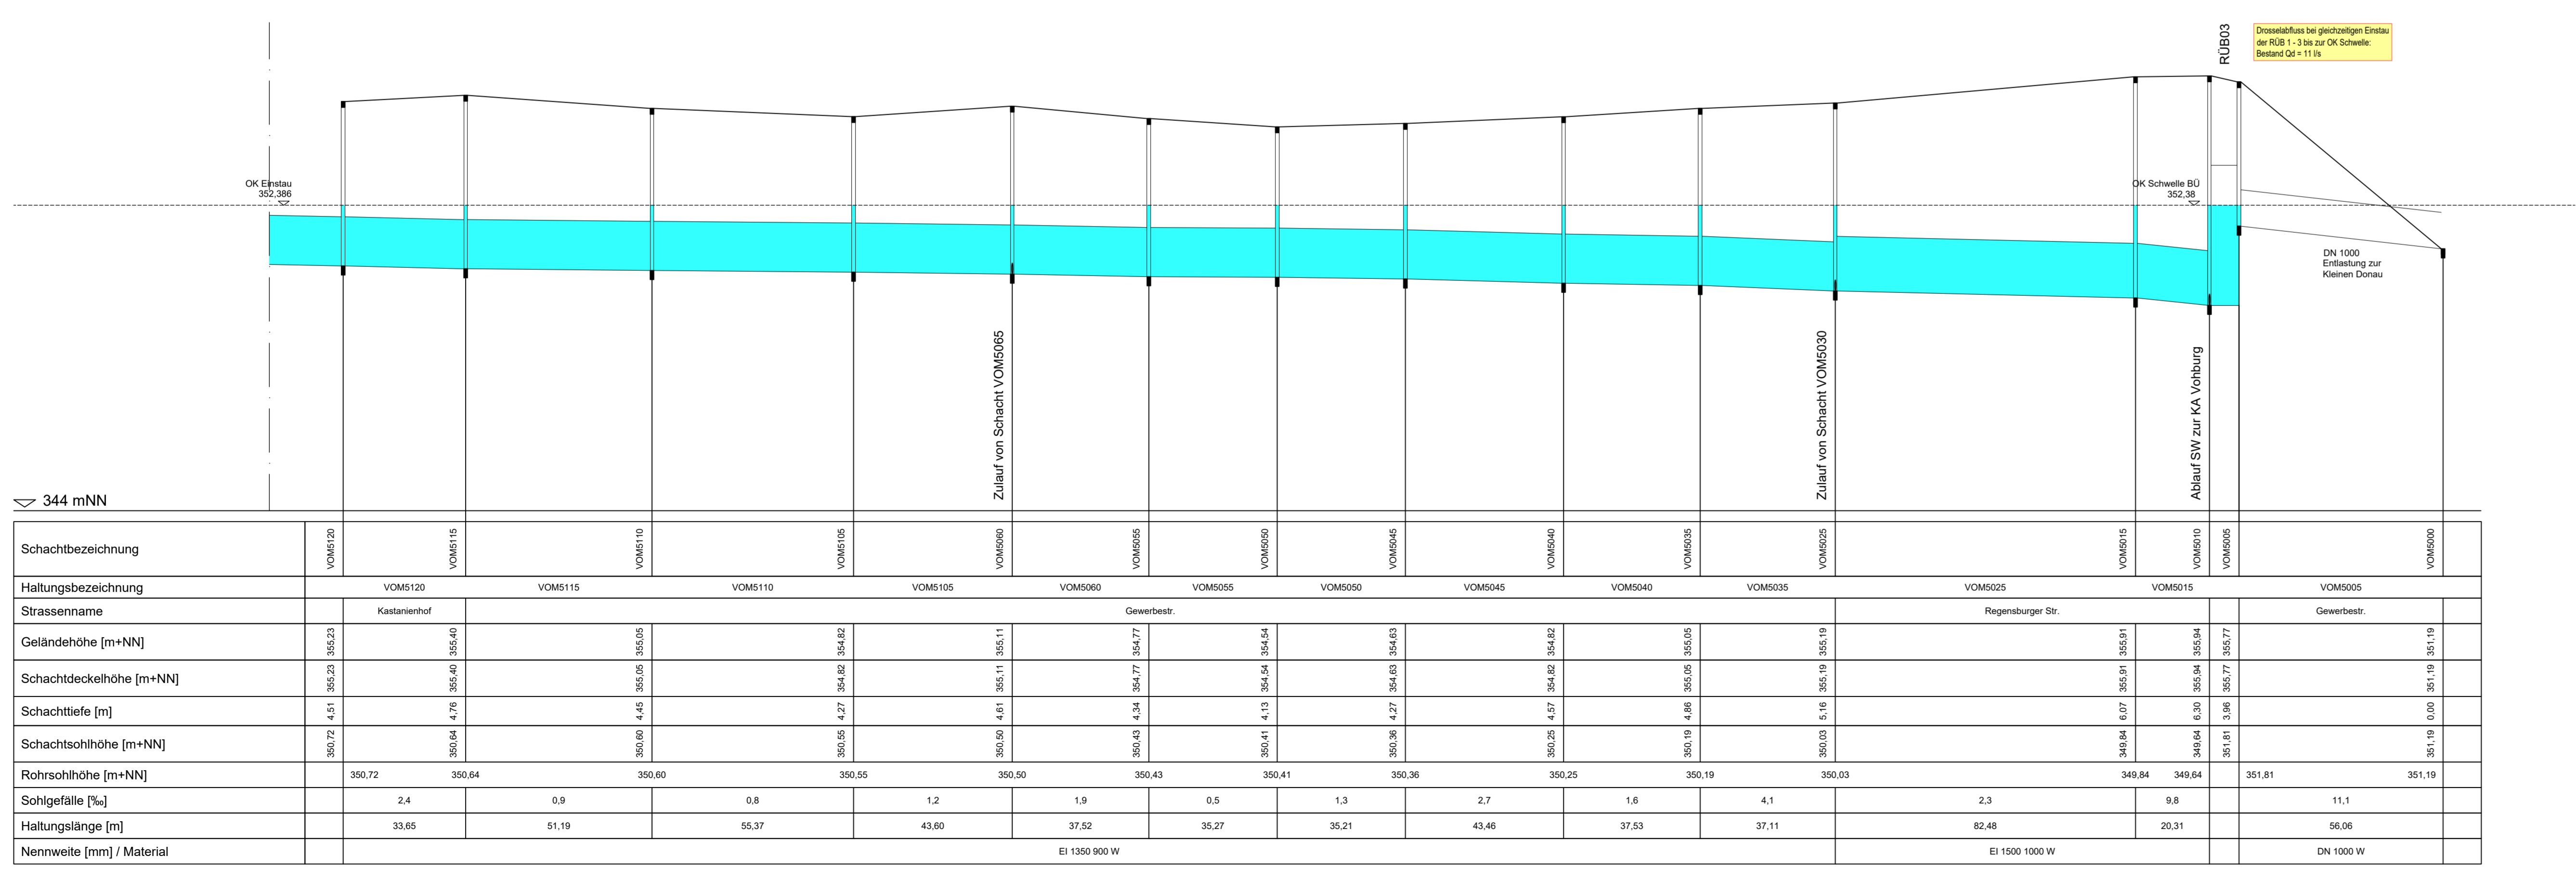 RÜB03
Drosselabfluss bei gleichzeitigen Einstau
der RÜB 1 - 3 bis zur OK Schwelle:
Bestand Qd = 11 l/s
OK Einstau
352,386
OK Schwelle BÜ
352,38
DN 1000
Entlastung zur
Kleinen Donau
Zulauf von Schacht VOM5065
Zulauf von Schacht VOM5030
Ablauf SW zur KA Vohburg
344 mNN
Schachtbezeichnung VOM5120 VOM5115 VOM5110 VOM5105 VOM5060 VOM5055 VOM5050 VOM5045 VOM5040 VOM5035 VOM5025 VOM5015 VOM5010 VOM5005 VOM5000
Haltungsbezeichnung VOM5120 VOM5115 VOM5110 VOM5105 VOM5060 VOM5055 VOM5050 VOM5045 VOM5040 VOM5035 VOM5025 VOM5015 VOM5005
Strassenname Kastanienhof Gewerbestr. Regensburger Str. Gewerbestr.
Geländehöhe [m+NN] 355,23 355,40 355,05 354,82 355,11 354,77 354,54 354,63 354,82 355,05 355,19 355,91 355,94 355,77 351,19
Schachtdeckelhöhe [m+NN] 355,23 355,40 355,05 354,82 355,11 354,77 354,54 354,63 354,82 355,05 355,19 355,91 355,94 355,77 351,19
Schachttiefe [m] 4,51 4,76 4,45 4,27 4,61 4,34 4,13 4,27 4,57 4,86 5,16 6,07 6,30 3,96 0,00
Schachtsohlhöhe [m+NN] 350,72 350,64 350,60 350,55 350,50 350,43 350,41 350,36 350,25 350,19 350,03 349,84 349,64 351,81 351,19
Rohrsohlhöhe [m+NN] 350,72 350,64 350,60 350,55 350,50 350,43 350,41 350,36 350,25 350,19 350,03 349,84 349,64 351,81 351,19
Sohlgefälle [‰] 2,4 0,9 0,8 1,2 1,9 0,5 1,3 2,7 1,6 4,1 2,3 9,8 11,1
Haltungslänge [m] 33,65 51,19 55,37 43,60 37,52 35,27 35,21 43,46 37,53 37,11 82,48 20,31 56,06
Nennweite [mm] / Material EI 1350 900 W EI 1500 1000 W DN 1000 W